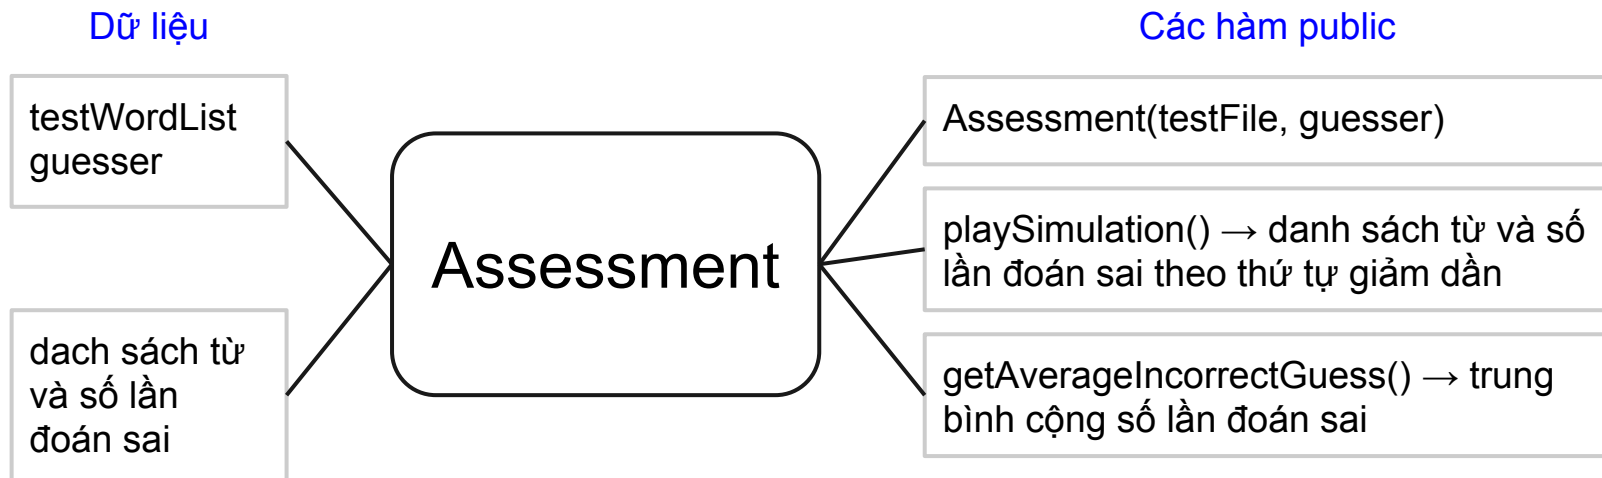 Dữ liệu
Các hàm public
testWordList
guesser
dach sách từ
và số lần
đoán sai
Assessment
Assessment(testFile, guesser)
playSimulation() → danh sách từ và số
lần đoán sai theo thứ tự giảm dần
getAverageIncorrectGuess() → trung
bình cộng số lần đoán sai